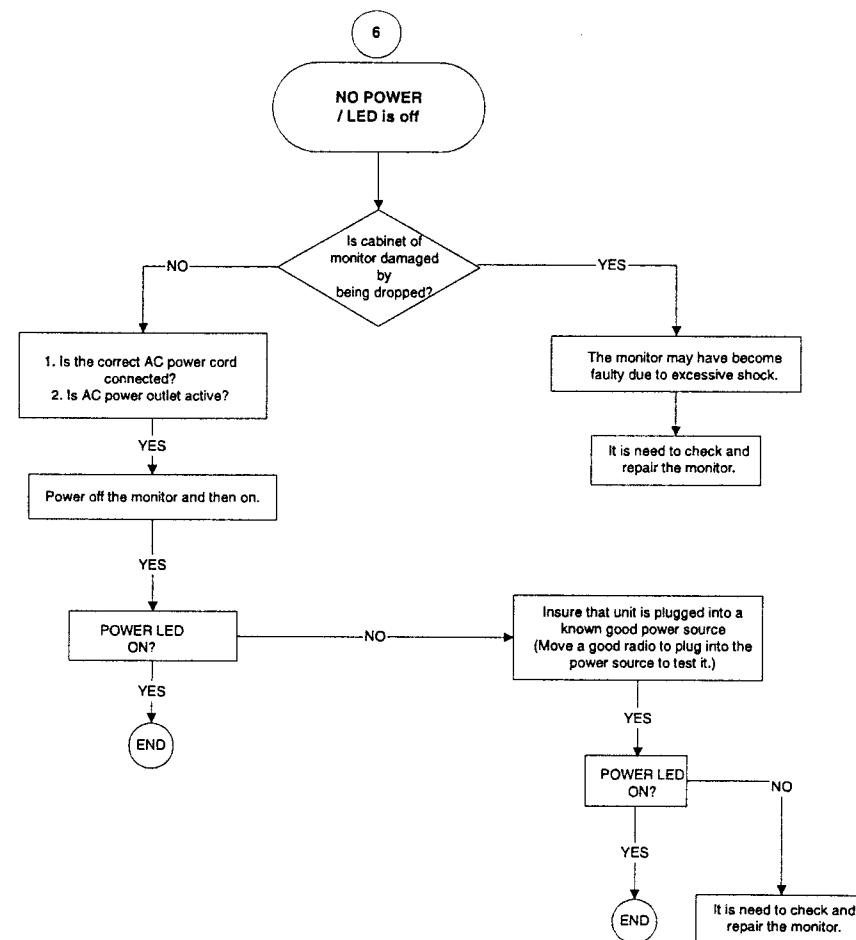 6
NO POWER
/ LED is off
Is cabinet of
monitor damaged
by
being dropped?
NO
YES
1. Is the correct AC power cord
connected?
2. Is AC power outlet active?
The monitor may have become
faulty due to excessive shock.
YES
It is need to check and
repair the monitor.
Power off the monitor and then on.
YES
POWER LED
ON?
NO
Insure that unit is plugged into a
known good power source
(Move a good radio to plug into the
power source to test it.)
YES
END
YES
POWER LED
ON?
NO
YES
END
It is need to check and
repair the monitor.